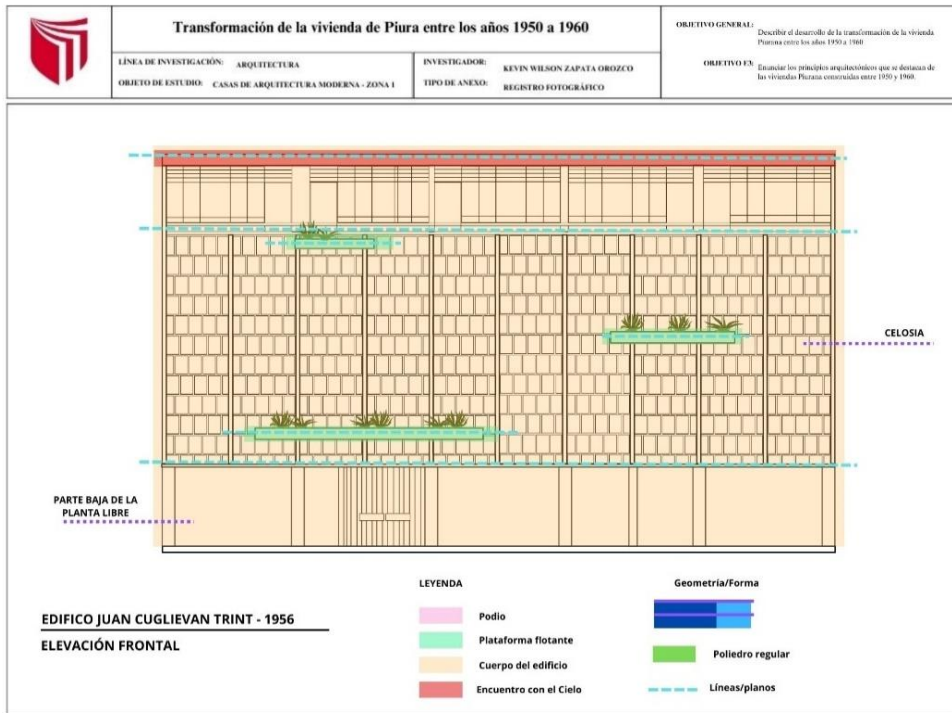 Transformación de la vivienda de Piura entre los años 1950 a 1960
LÍNEA DE INVESTIGACIÓN: ARQUITECTURA
OBJETO DE ESTUDIO: CASAS DE ARQUITECTURA MODERNA - ZONA 1
INVESTIGADOR: KEVIN WILSON ZAPATA OROZCO
TIPO DE ANEXO: REGISTRO FOTOGRÁFICO
OBJETIVO GENERAL: Describir el desarrollo de la transformación de la vivienda
Piurana entre los años 1950 a 1960
OBJETIVO E3: Enunciar los principios arquitectónicos que se destacan de
las viviendas Piurana construidas entre 1950 y 1960.
CELOSIA
PARTE BAJA DE LA
PLANTA LIBRE
EDIFICO JUAN CUGLIEVAN TRINT - 1956
ELEVACIÓN FRONTAL
LEYENDA
Podio
Plataforma flotante
Cuerpo del edificio
Encuentro con el Cielo
Geometría/Forma
Poliedro regular
Líneas/planos